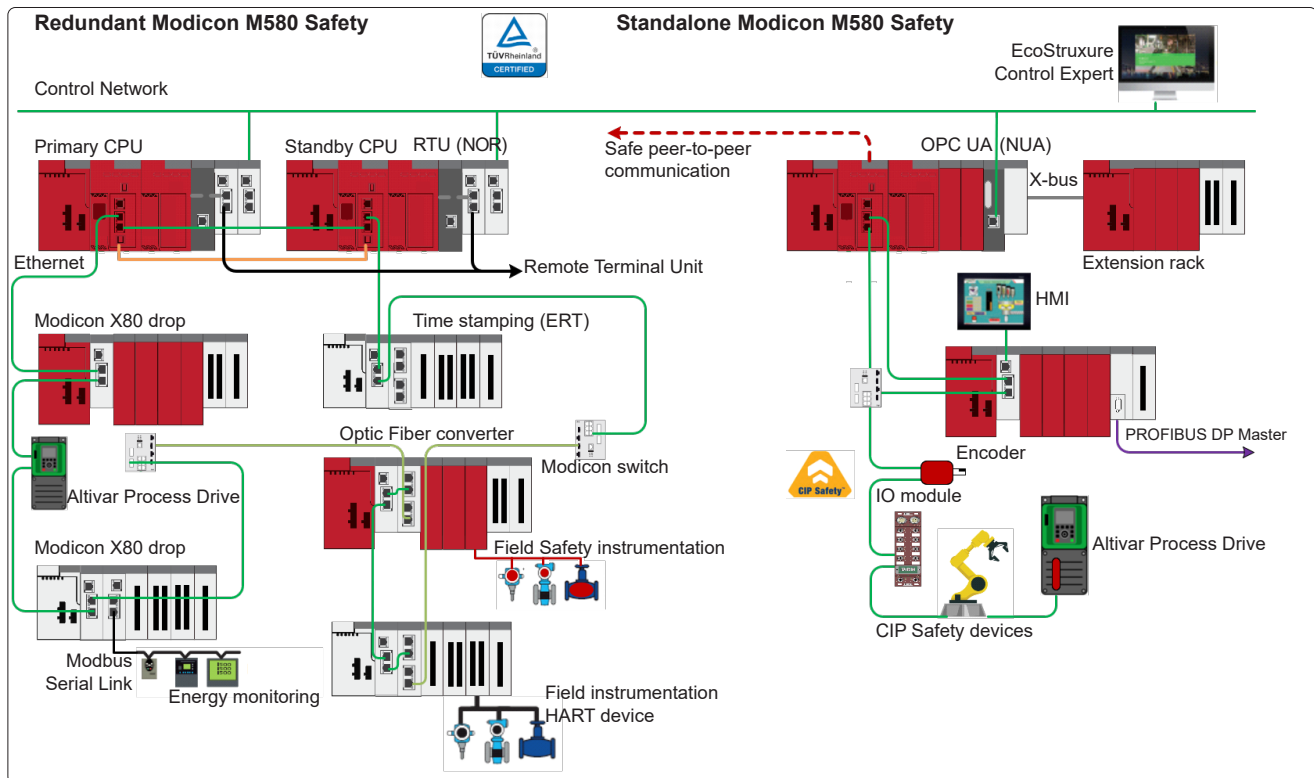 Redundant Modicon M580 Safety
Standalone Modicon M580 Safety
TÜVRheinland®
CERTIFIED
EcoStruxure
Control Expert
Control Network
Primary CPU
Standby CPU
RTU (NOR)
Safe peer-to-peer
communication
OPC UA (NUA)
X-bus
Ethernet
Remote Terminal Unit
Extension rack
HMI
Modicon X80 drop
Time stamping (ERT)
Optic Fiber converter
Modicon switch
Encoder
PROFIBUS DP Master
Altivar Process Drive
CIP Safety™
IO module
Modicon X80 drop
Field Safety instrumentation
Altivar Process Drive
CIP Safety devices
Modbus
Serial Link
Energy monitoring
Field instrumentation
HART device